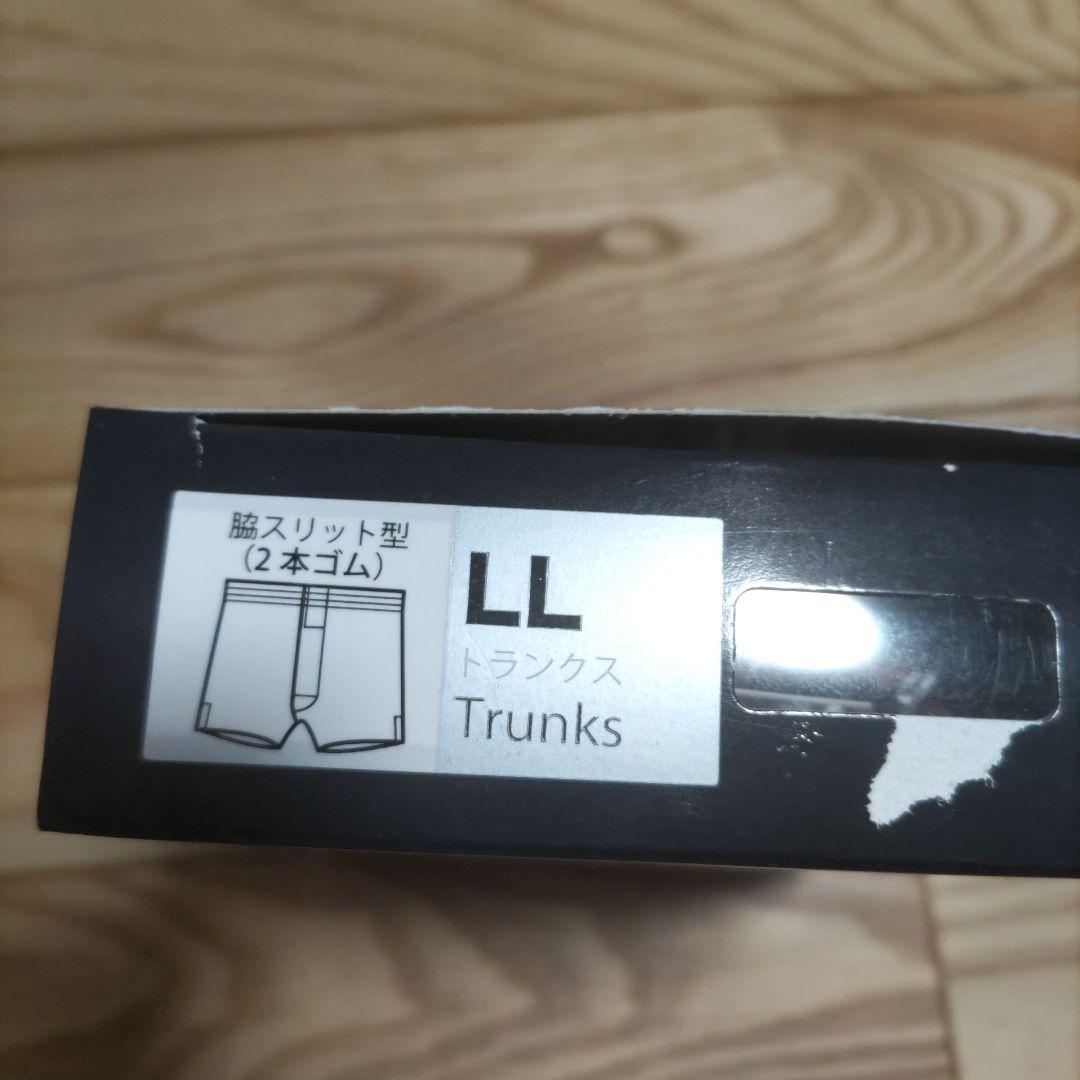 脇スリット型
（2本ゴム）
LL
トランクス
Trunks